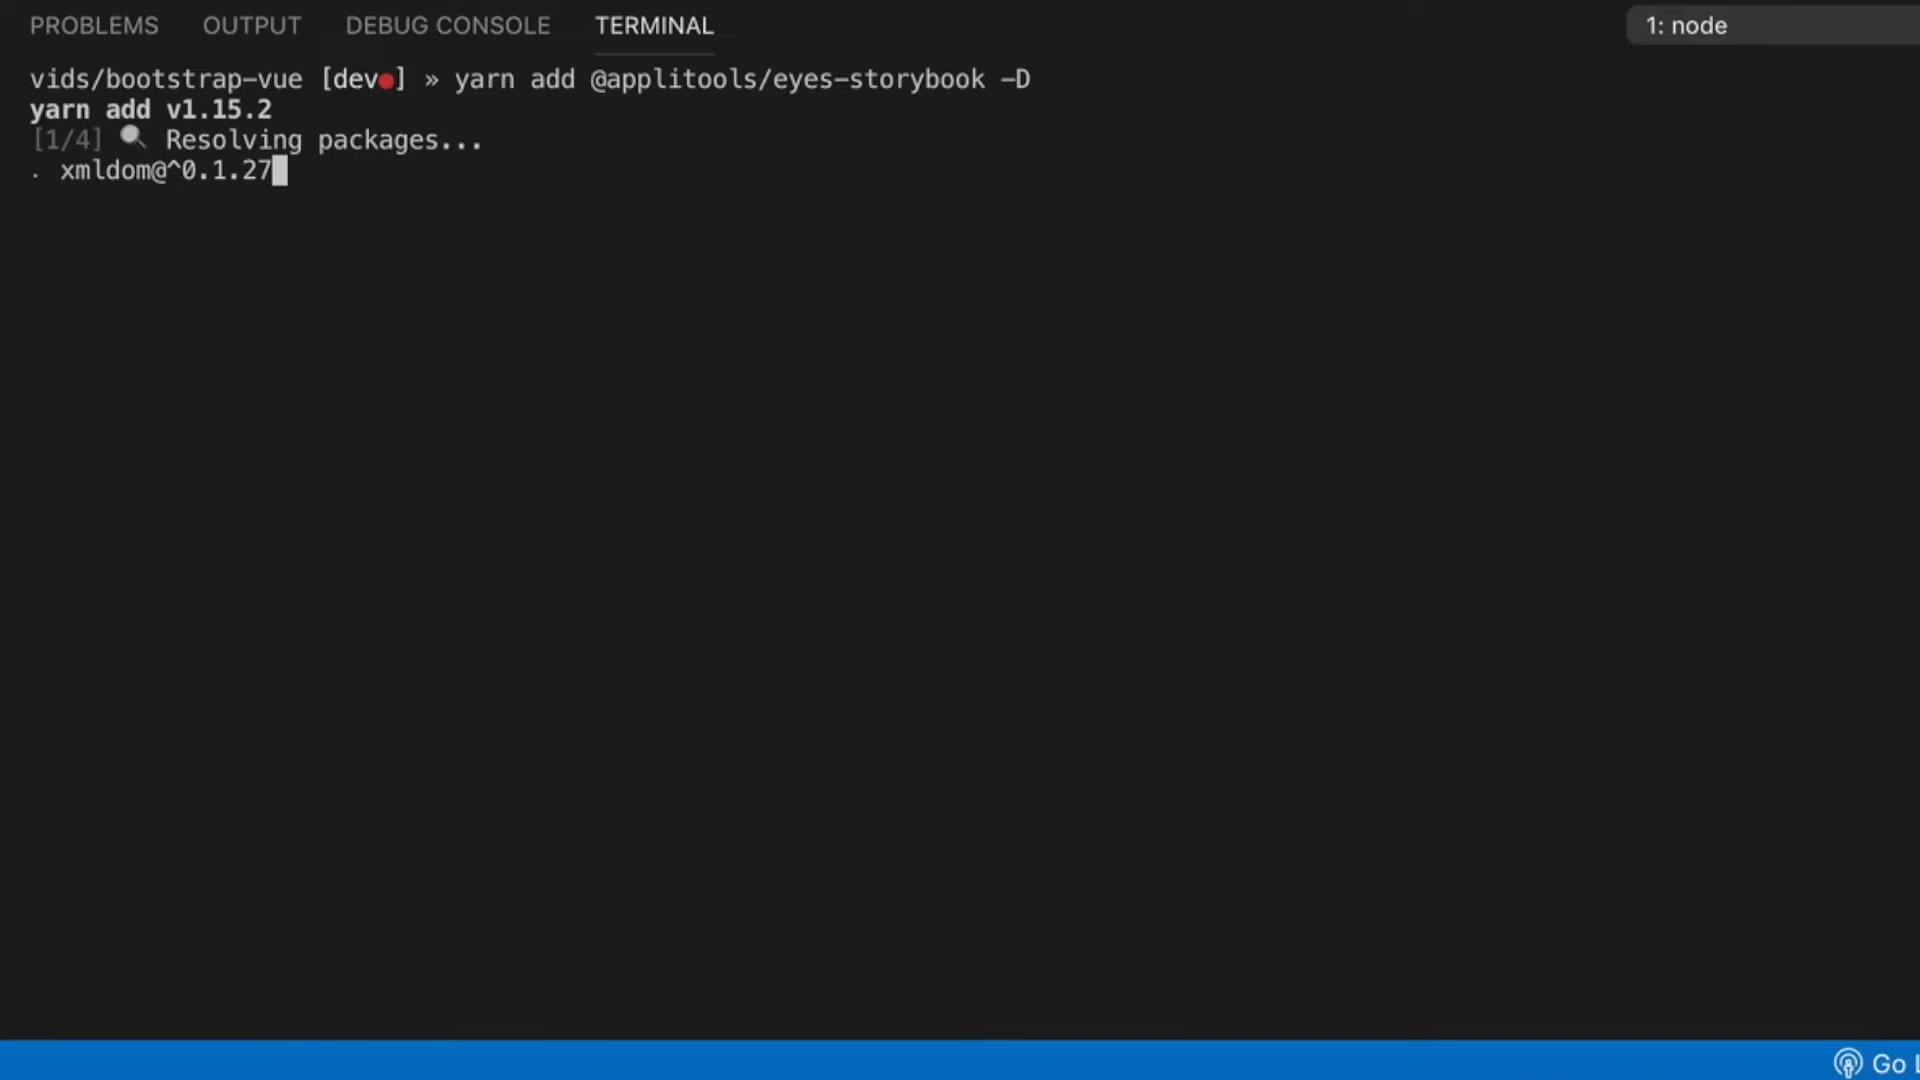 PROBLEMS OUTPUT DEBUG CONSOLE TERMINAL 1: node
vids/bootstrap-vue [dev●] » yarn add @applitools/eyes-storybook -D
yarn add v1.15.2
[1/4] 🔍 Resolving packages...
. xmldom@^0.1.27
Go